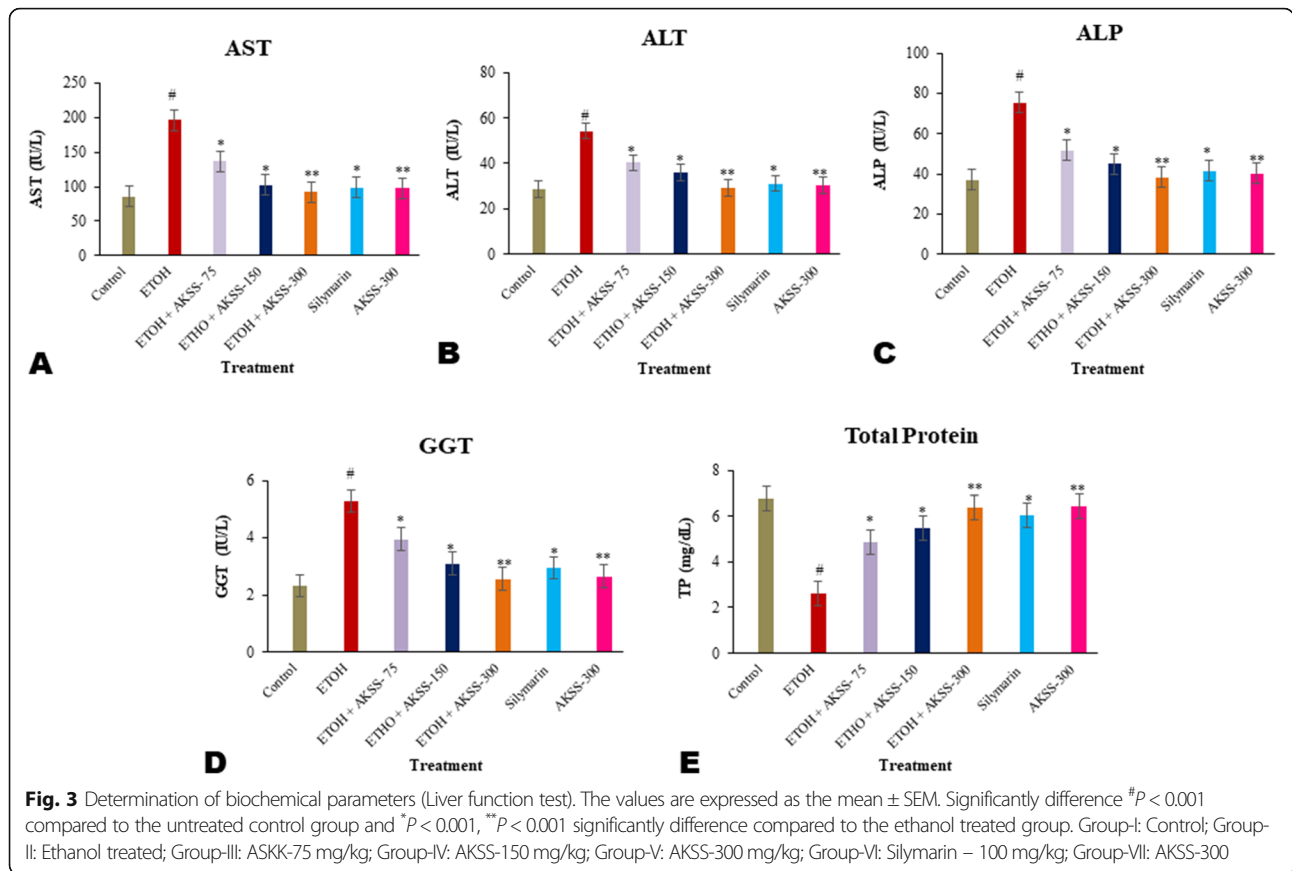 AST
250
200
150
100
50
0
AST (IU/L)
#
*
*
**
*
**
Control
ETOH
ETOH + AKSS- 75
ETHO + AKSS-150
ETOH + AKSS-300
Silymarin
AKSS-300
Treatment
A
ALT
80
60
40
20
0
ALT (IU/L)
#
*
*
**
*
**
Control
ETOH
ETOH + AKSS- 75
ETHO + AKSS-150
ETOH + AKSS-300
Silymarin
AKSS-300
Treatment
B
ALP
100
80
60
40
20
0
ALP (IU/L)
#
*
*
**
*
**
Control
ETOH
ETOH + AKSS- 75
ETHO + AKSS-150
ETOH + AKSS-300
Silymarin
AKSS-300
Treatment
C
GGT
6
4
2
0
GGT (IU/L)
#
*
*
**
*
**
Control
ETOH
ETOH + AKSS- 75
ETHO + AKSS-150
ETOH + AKSS-300
Silymarin
AKSS-300
Treatment
D
Total Protein
8
6
4
2
0
TP (mg/dL)
#
*
*
**
*
**
Control
ETOH
ETOH + AKSS- 75
ETHO + AKSS-150
ETOH + AKSS-300
Silymarin
AKSS-300
Treatment
E
Fig. 3 Determination of biochemical parameters (Liver function test). The values are expressed as the mean ± SEM. Significantly difference #P < 0.001
compared to the untreated control group and *P < 0.001, **P < 0.001 significantly difference compared to the ethanol treated group. Group-I: Control; Group-
II: Ethanol treated; Group-III: ASKK-75 mg/kg; Group-IV: AKSS-150 mg/kg; Group-V: AKSS-300 mg/kg; Group-VI: Silymarin – 100 mg/kg; Group-VII: AKSS-300